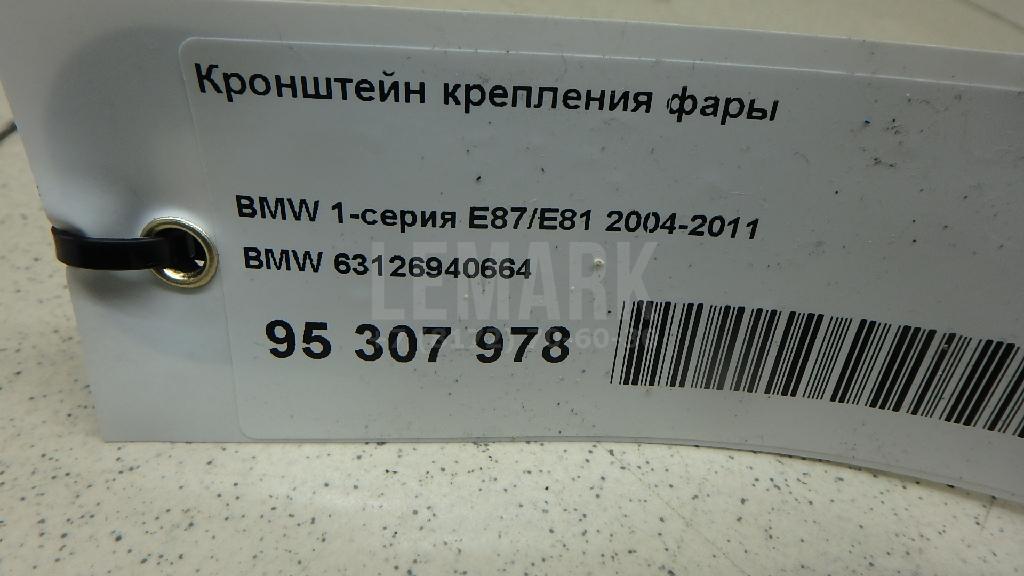 Кронштейн крепления фары
BMW 1-серия E87/E81 2004-2011
BMW 63126940664
LEMARK
95 307 978